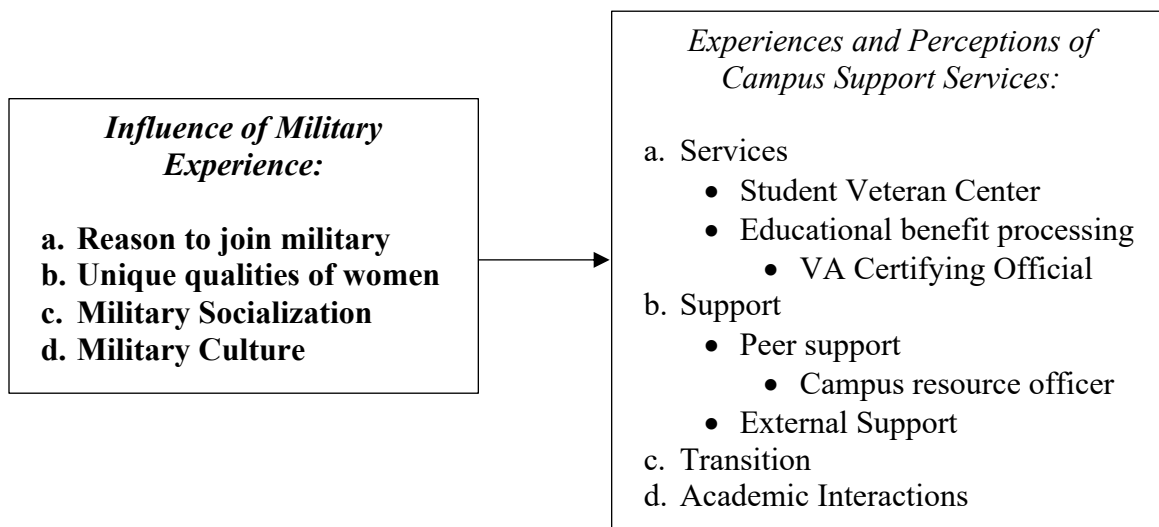 Influence of Military
Experience:
a. Reason to join military
b. Unique qualities of women
c. Military Socialization
d. Military Culture
Experiences and Perceptions of
Campus Support Services:
a. Services
• Student Veteran Center
• Educational benefit processing
• VA Certifying Official
b. Support
• Peer support
• Campus resource officer
• External Support
c. Transition
d. Academic Interactions